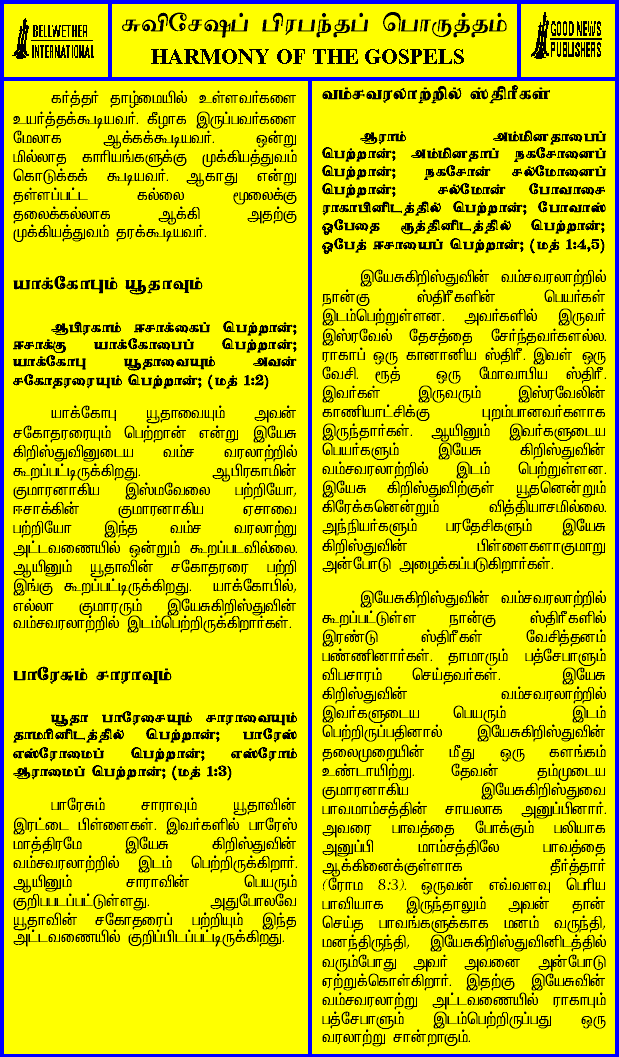 BELLWETHER
INTERNATIONAL
சுவிசேஷப் பிரபந்தப் பொருத்தம்
HARMONY OF THE GOSPELS
GOOD NEWS
PUBLISHERS
கர்த்தர் தாழ்மையில் உள்ளவர்களை
உயர்த்தக்கூடியவர். கீழாக இருப்பவர்களை
மேலாக ஆக்கக்கூடியவர். ஒன்று
மில்லாத காரியங்களுக்கு முக்கியத்துவம்
கொடுக்கக் கூடியவர். ஆகாது என்று
தள்ளப்பட்ட கல்லை மூலைக்கு
தலைக்கல்லாக ஆக்கி அதற்கு
முக்கியத்துவம் தரக்கூடியவர்.
யாக்கோபும் யூதாவும்
ஆபிரகாம் ஈசாக்கைப் பெற்றான்;
ஈசாக்கு யாக்கோபைப் பெற்றான்;
யாக்கோபு யூதாவையும் அவன்
சகோதரரையும் பெற்றான்; (மத் 1:2)
யாக்கோபு யூதாவையும் அவன்
சகோதரரையும் பெற்றான் என்று இயேசு
கிறிஸ்துவினுடைய வம்ச வரலாற்றில்
கூறப்பட்டிருக்கிறது. ஆபிரகாமின்
குமாரனாகிய இஸ்மவேலை பற்றியோ,
ஈசாக்கின் குமாரனாகிய ஏசாவை
பற்றியோ இந்த வம்ச வரலாற்று
அட்டவணையில் ஒன்றும் கூறப்படவில்லை.
ஆயினும் யூதாவின் சகோதரரை பற்றி
இங்கு கூறப்பட்டிருக்கிறது. யாக்கோபில்,
எல்லா குமாரரும் இயேசுகிறிஸ்துவின்
வம்சவரலாற்றில் இடம்பெற்றிருக்கிறார்கள்.
பாரேசும் சாராவும்
யூதா பாரேசையும் சாராவையும்
தாமாரினிடத்தில் பெற்றான்; பாரேஸ்
எஸ்ரோமைப் பெற்றான்; எஸ்ரோம்
ஆராமைப் பெற்றான்; (மத் 1:3)
பாரேசும் சாராவும் யூதாவின்
இரட்டை பிள்ளைகள். இவர்களில் பாரேஸ்
மாத்திரமே இயேசு கிறிஸ்துவின்
வம்சவரலாற்றில் இடம் பெற்றிருக்கிறார்.
ஆயினும் சாராவின் பெயரும்
குறிபபடப்பட்டுள்ளது. அதுபோலவே
யூதாவின் சகோதரைப் பற்றியும் இந்த
அட்டவணையில் குறிப்பிடப்பட்டிருக்கிறது.
வம்சவரலாற்றில் ஸ்திரீகள்
ஆராம் அம்மினதாபைப்
பெற்றான்; அம்மினதாப் நகசோனைப்
பெற்றான்; நகசோன் சல்மோனைப்
பெற்றான்; சல்மோன் போவாசை
ராகாபினிடத்தில் பெற்றான்; போவாஸ்
ஓபேதை ரூத்தினிடத்தில் பெற்றான்;
ஓபேத் ஈசாயைப் பெற்றான்; (மத் 1:4,5)
இயேசுகிறிஸ்துவின் வம்சவரலாற்றில்
நான்கு ஸ்திரீகளின் பெயர்கள்
இடம்பெற்றுள்ளன. அவர்களில் இருவர்
இஸ்ரவேல் தேசத்தை சேர்ந்தவர்களல்ல.
ராகாப் ஒரு கானானிய ஸ்திரீ. இவள் ஒரு
வேசி. ரூத் ஒரு மோவாபிய ஸ்திரீ.
இவர்கள் இருவரும் இஸ்ரவேலின்
காணியாட்சிக்கு புறம்பானவர்களாக
இருந்தார்கள். ஆயினும் இவர்களுடைய
பெயர்களும் இயேசு கிறிஸ்துவின்
வம்சவரலாற்றில் இடம் பெற்றுள்ளன.
இயேசு கிறிஸ்துவிற்குள் யூதனென்றும்
கிரேக்கனென்றும் வித்தியாசமில்லை.
அந்நியர்களும் பரதேசிகளும் இயேசு
கிறிஸ்துவின் பிள்ளைகளாகுமாறு
அன்போடு அழைக்கப்படுகிறார்கள்.
இயேசுகிறிஸ்துவின் வம்சவரலாற்றில்
கூறப்பட்டுள்ள நான்கு ஸ்திரீகளில்
இரண்டு ஸ்திரீகள் வேசித்தனம்
பண்ணினார்கள். தாமாரும் பத்சேபாளும்
விபசாரம் செய்தவர்கள். இயேசு
கிறிஸ்துவின் வம்சவரலாற்றில்
இவர்களுடைய பெயரும் இடம்
பெற்றிருப்பதினால் இயேசுகிறிஸ்துவின்
தலைமுறையின் மீது ஒரு களங்கம்
உண்டாயிற்று. தேவன் தம்முடைய
குமாரனாகிய இயேசுகிறிஸ்துவை
பாவமாம்சத்தின் சாயலாக அனுப்பினார்.
அவரை பாவத்தை போக்கும் பலியாக
அனுப்பி மாம்சத்திலே பாவத்தை
ஆக்கினைக்குள்ளாக தீர்த்தார்
(ரோம 8:3). ஒருவன் எவ்வளவு பெரிய
பாவியாக இருந்தாலும் அவன் தான்
செய்த பாவங்களுக்காக மனம் வருந்தி,
மனந்திருந்தி, இயேசுகிறிஸ்துவினிடத்தில்
வரும்போது அவர் அவனை அன்போடு
ஏற்றுக்கொள்கிறார். இதற்கு இயேசுவின்
வம்சவரலாற்று அட்டவணையில் ராகாபும்
பத்சேபாளும் இடம்பெற்றிருப்பது ஒரு
வரலாற்று சான்றாகும்.